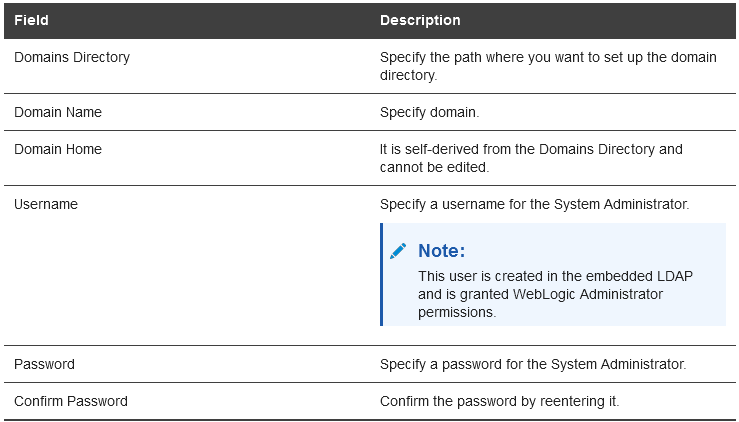 Field Description
Domains Directory Specify the path where you want to set up the domain
directory.
Domain Name Specify domain.
Domain Home It is self-derived from the Domains Directory and
cannot be edited.
Username Specify a username for the System Administrator.
Note:
This user is created in the embedded LDAP
and is granted WebLogic Administrator
permissions.
Password Specify a password for the System Administrator.
Confirm Password Confirm the password by reentering it.